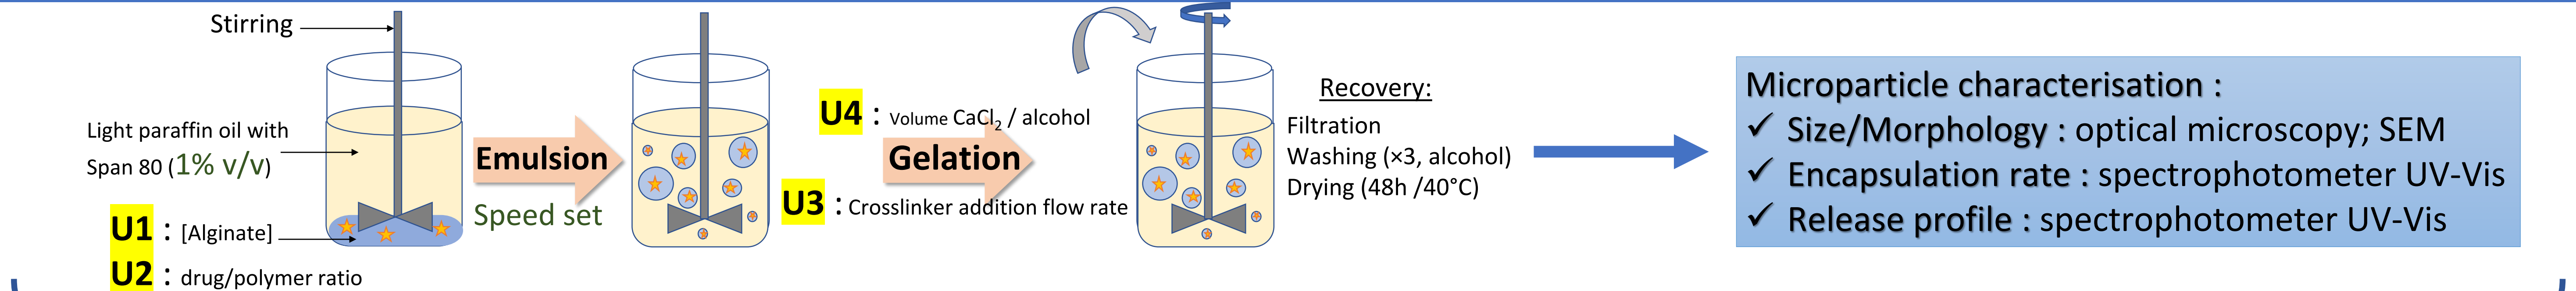 Stirring
Light paraffin oil with
Span 80 (1% v/v)
U1 : [Alginate]
U2 : drug/polymer ratio
Emulsion
Speed set
U4 : Volume CaCl₂ / alcohol
Gelation
U3 : Crosslinker addition flow rate
Recovery:
Filtration
Washing (×3, alcohol)
Drying (48h /40°C)
Microparticle characterisation :
✓ Size/Morphology : optical microscopy; SEM
✓ Encapsulation rate : spectrophotometer UV-Vis
✓ Release profile : spectrophotometer UV-Vis